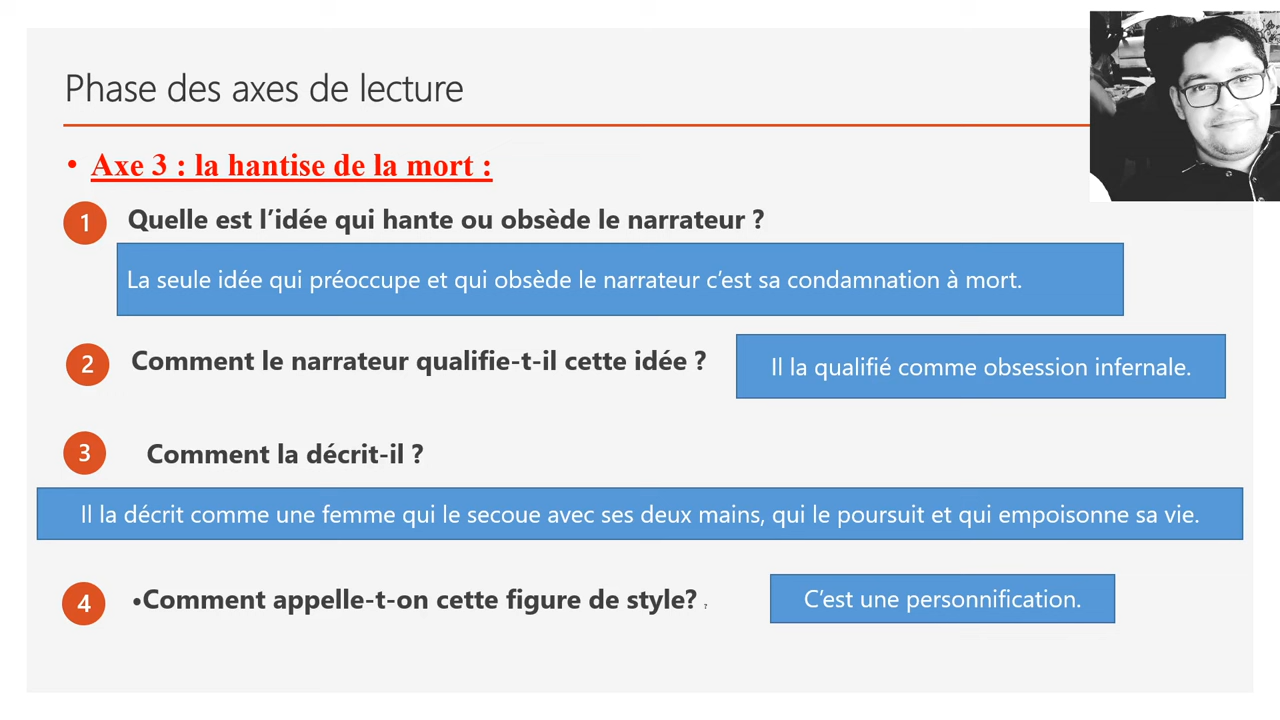 Phase des axes de lecture
• Axe 3 : la hantise de la mort :
1 Quelle est l’idée qui hante ou obsède le narrateur ?
La seule idée qui préoccupe et qui obsède le narrateur c’est sa condamnation à mort.
2 Comment le narrateur qualifie-t-il cette idée ?
Il la qualifié comme obsession infernale.
3 Comment la décrit-il ?
Il la décrit comme une femme qui le secoue avec ses deux mains, qui le poursuit et qui empoisonne sa vie.
4 •Comment appelle-t-on cette figure de style? ?
C’est une personnification.